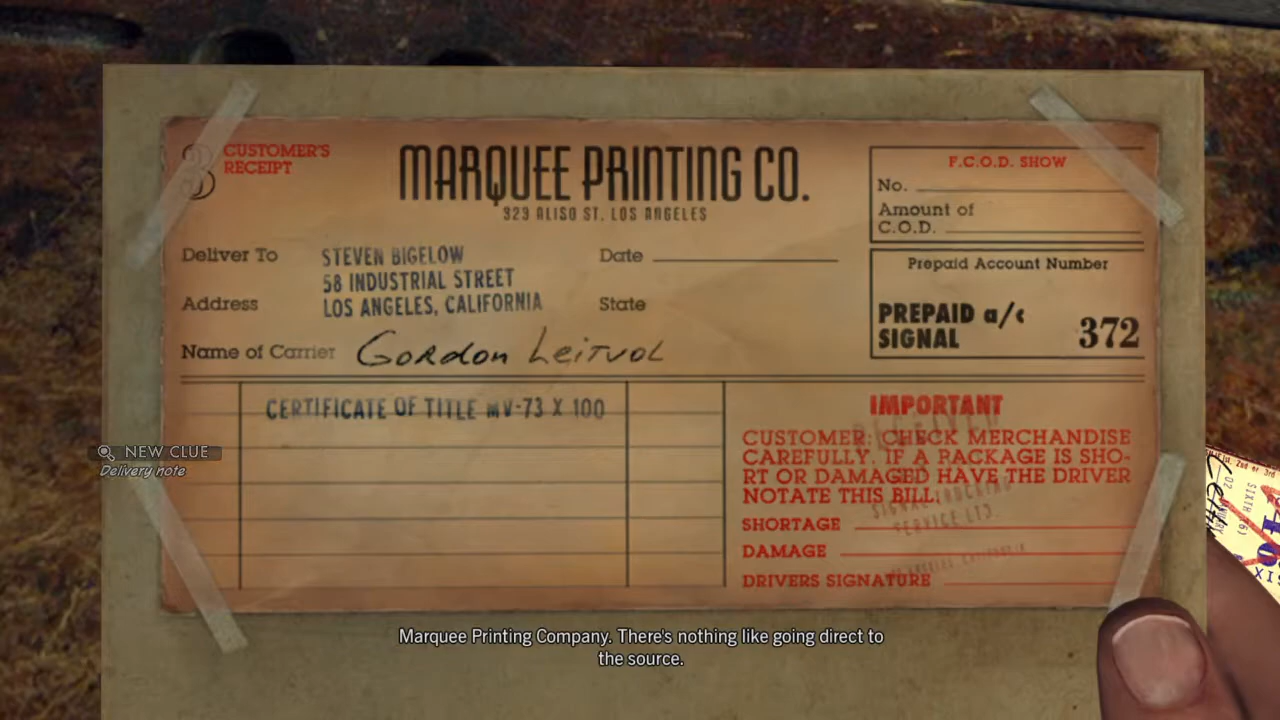 CUSTOMER'S
RECEIPT
MARQUEE PRINTING CO.
323 ALISO ST. LOS ANGELES
F.C.O.D. SHOW
No.
Amount of
C.O.D.
Deliver To
STEVEN BIGELOW
Date
58 INDUSTRIAL STREET
Address
LOS ANGELES, CALIFORNIA
State
Prepaid Account Number
PREPAID a/c
SIGNAL
372
Name of Carrier
Gordon Leitvol
CERTIFICATE OF TITLE MV-73 X 100
IMPORTANT
CUSTOMER: CHECK MERCHANDISE
CAREFULLY. IF A PACKAGE IS SHO-
RT OR DAMAGED HAVE THE DRIVER
NOTATE THIS BILL.
SHORTAGE
DAMAGE
DRIVERS SIGNATURE
RECEIVED
SERVICE LTD.
NEW CLUE
Delivery note
Marquee Printing Company. There's nothing like going direct to
the source.